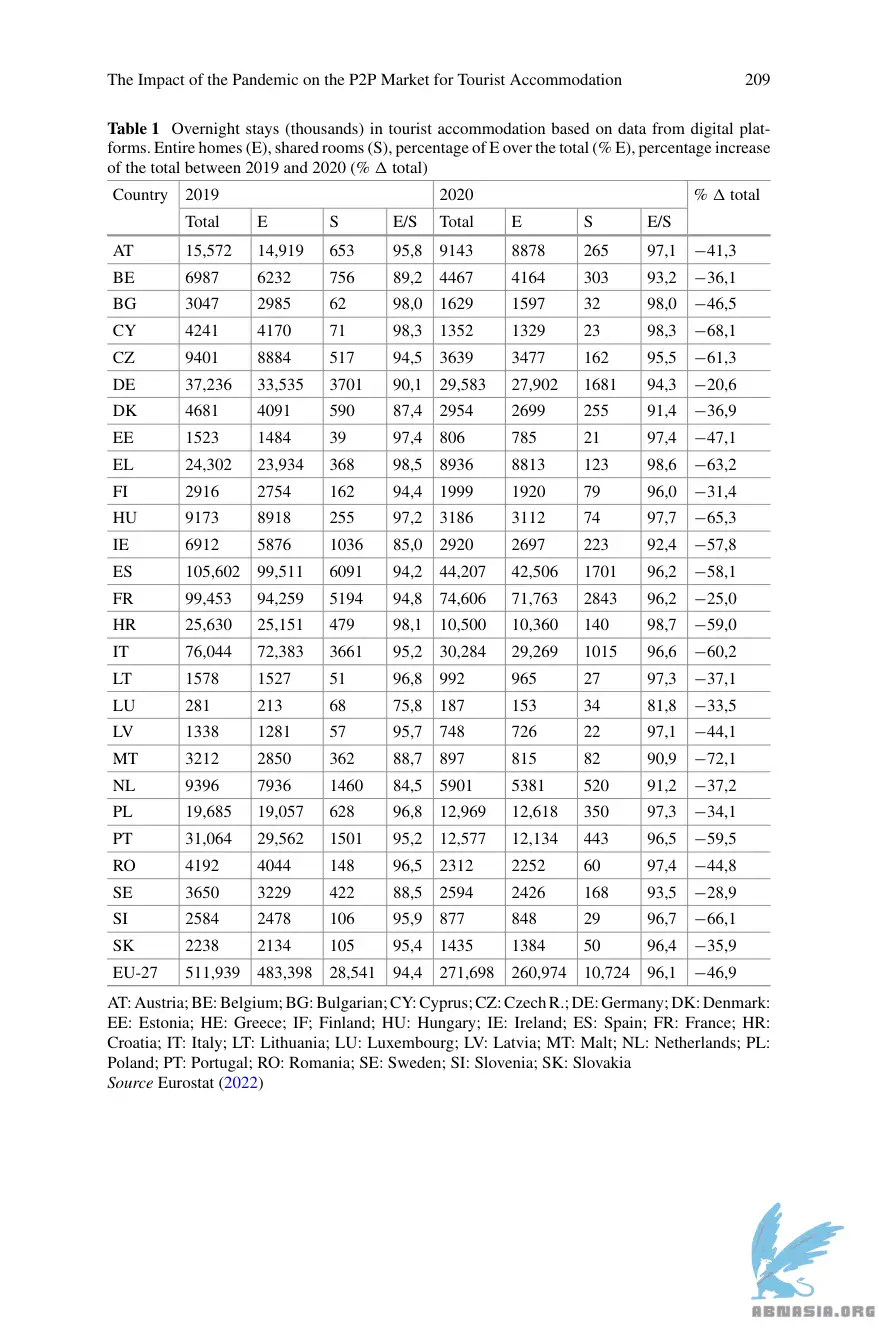 The Impact of the Pandemic on the P2P Market for Tourist Accommodation 209
Table 1 Overnight stays (thousands) in tourist accommodation based on data from digital plat-
forms. Entire homes (E), shared rooms (S), percentage of E over the total (% E), percentage increase
of the total between 2019 and 2020 (% Δ total)
Country 2019 2020 % Δ total
Total E S E/S Total E S E/S
AT 15,572 14,919 653 95,8 9143 8878 265 97,1 −41,3
BE 6987 6232 756 89,2 4467 4164 303 93,2 −36,1
BG 3047 2985 62 98,0 1629 1597 32 98,0 −46,5
CY 4241 4170 71 98,3 1352 1329 23 98,3 −68,1
CZ 9401 8884 517 94,5 3639 3477 162 95,5 −61,3
DE 37,236 33,535 3701 90,1 29,583 27,902 1681 94,3 −20,6
DK 4681 4091 590 87,4 2954 2699 255 91,4 −36,9
EE 1523 1484 39 97,4 806 785 21 97,4 −47,1
EL 24,302 23,934 368 98,5 8936 8813 123 98,6 −63,2
FI 2916 2754 162 94,4 1999 1920 79 96,0 −31,4
HU 9173 8918 255 97,2 3186 3112 74 97,7 −65,3
IE 6912 5876 1036 85,0 2920 2697 223 92,4 −57,8
ES 105,602 99,511 6091 94,2 44,207 42,506 1701 96,2 −58,1
FR 99,453 94,259 5194 94,8 74,606 71,763 2843 96,2 −25,0
HR 25,630 25,151 479 98,1 10,500 10,360 140 98,7 −59,0
IT 76,044 72,383 3661 95,2 30,284 29,269 1015 96,6 −60,2
LT 1578 1527 51 96,8 992 965 27 97,3 −37,1
LU 281 213 68 75,8 187 153 34 81,8 −33,5
LV 1338 1281 57 95,7 748 726 22 97,1 −44,1
MT 3212 2850 362 88,7 897 815 82 90,9 −72,1
NL 9396 7936 1460 84,5 5901 5381 520 91,2 −37,2
PL 19,685 19,057 628 96,8 12,969 12,618 350 97,3 −34,1
PT 31,064 29,562 1501 95,2 12,577 12,134 443 96,5 −59,5
RO 4192 4044 148 96,5 2312 2252 60 97,4 −44,8
SE 3650 3229 422 88,5 2594 2426 168 93,5 −28,9
SI 2584 2478 106 95,9 877 848 29 96,7 −66,1
SK 2238 2134 105 95,4 1435 1384 50 96,4 −35,9
EU-27 511,939 483,398 28,541 94,4 271,698 260,974 10,724 96,1 −46,9
AT: Austria; BE: Belgium; BG: Bulgarian; CY: Cyprus; CZ: Czech R.; DE: Germany; DK: Denmark:
EE: Estonia; HE: Greece; IF; Finland; HU: Hungary; IE: Ireland; ES: Spain; FR: France; HR:
Croatia; IT: Italy; LT: Lithuania; LU: Luxembourg; LV: Latvia; MT: Malt; NL: Netherlands; PL:
Poland; PT: Portugal; RO: Romania; SE: Sweden; SI: Slovenia; SK: Slovakia
Source Eurostat (2022)
ABNASIA.ORG